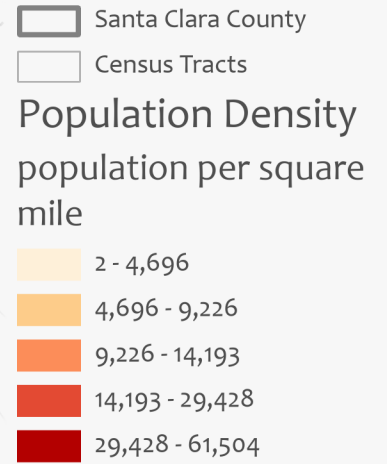 Santa Clara County
Census Tracts
Population Density
population per square
mile
2 - 4,696
4,696 - 9,226
9,226 - 14,193
14,193 - 29,428
29,428 - 61,504